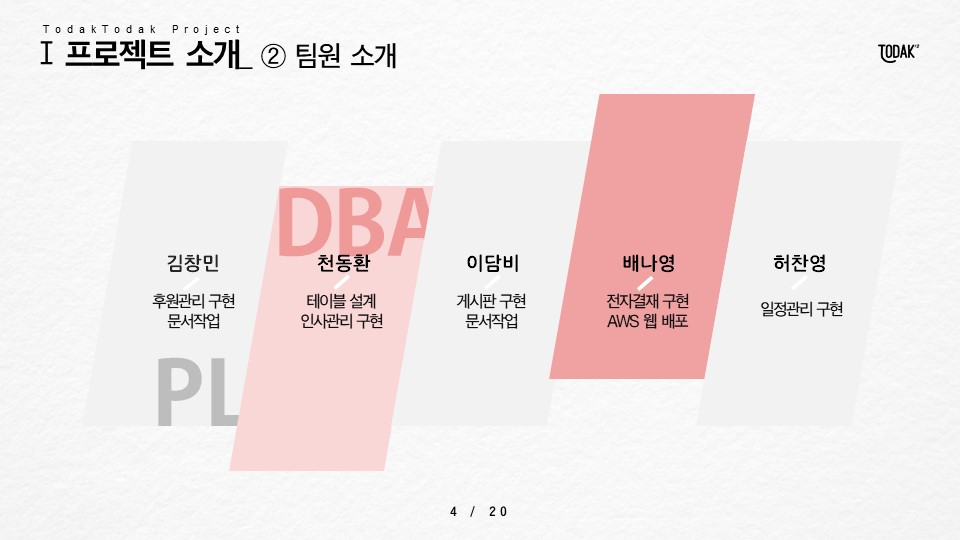 TodakTodak Project
I 프로젝트 소개_ ② 팀원 소개
TODAK
DBA
김창민
후원관리 구현
문서작업
천동환
테이블 설계
인사관리 구현
이담비
게시판 구현
문서작업
배나영
전자결재 구현
AWS 웹 배포
허찬영
일정관리 구현
PL
4 / 20